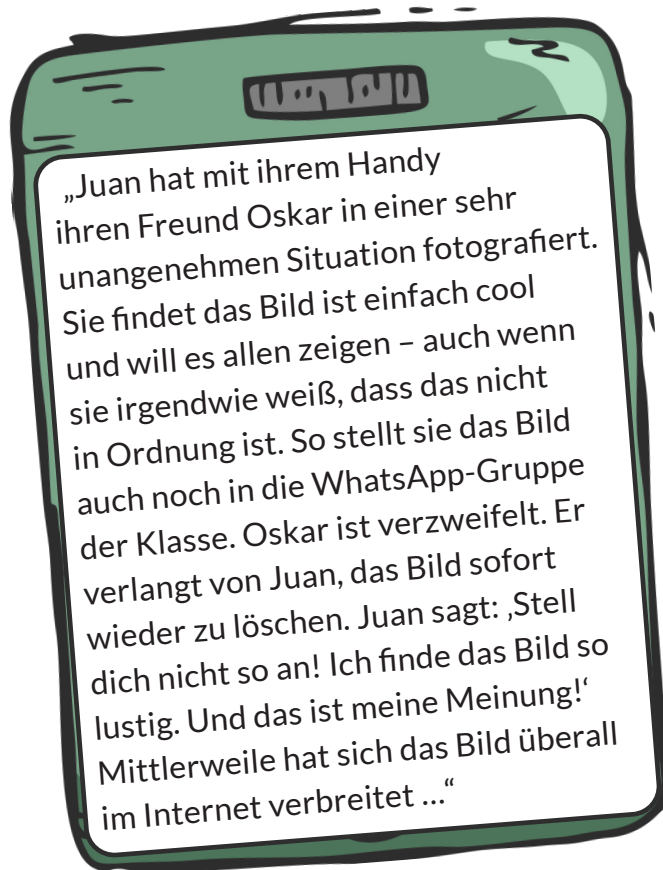 „Juan hat mit ihrem Handy
ihren Freund Oskar in einer sehr
unangenehmen Situation fotografiert.
Sie findet das Bild ist einfach cool
und will es allen zeigen – auch wenn
sie irgendwie weiß, dass das nicht
in Ordnung ist. So stellt sie das Bild
auch noch in die WhatsApp-Gruppe
der Klasse. Oskar ist verzweifelt. Er
verlangt von Juan, das Bild sofort
wieder zu löschen. Juan sagt: ‚Stell
dich nicht so an! Ich finde das Bild so
lustig. Und das ist meine Meinung!‘
Mittlerweile hat sich das Bild überall
im Internet verbreitet …“